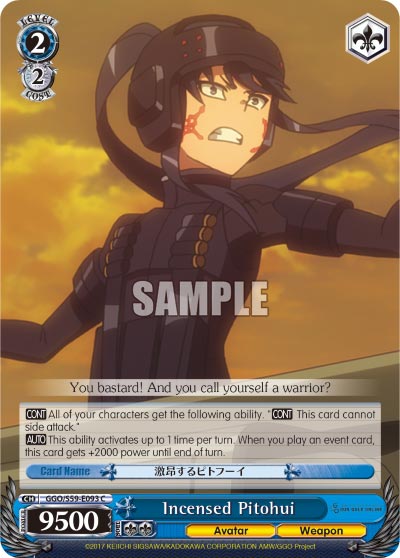 LEVEL
2
2
COST
SAMPLE
You bastard! And you call yourself a warrior?
CONT All of your characters get the following ability. "CONT This card cannot
side attack."
AUTO This ability activates up to 1 time per turn. When you play an event card,
this card gets +2000 power until end of turn.
Card Name 激昂するピトフーイ
CH GGO/S59-E093 C
POWER 9500 Incensed Pitohui
Avatar Weapon
©2017 KEIICHI SIGSAWA/KADOKAWA CORPORATION AMW/GGO Project